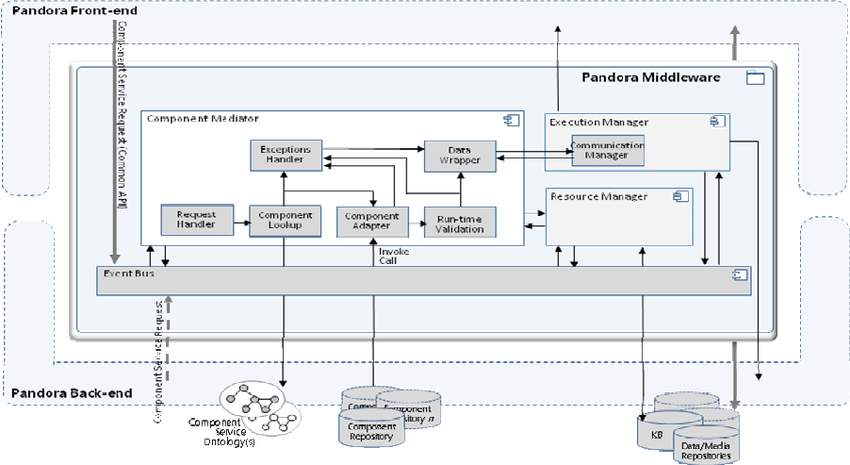 Pandora Front-end
Component Service Request (Common API)
Pandora Middleware
Component Mediator
Execution Manager
Exceptions
Handler
Data
Wrapper
Communication
Manager
Resource Manager
Request
Handler
Component
Lookup
Component
Adapter
Run-time
Validation
Invoke
Call
Event Bus
Component Service Request
Pandora Back-end
Component
Service
Ontology(s)
Component
Repository
KB
Data/Media
Repositories